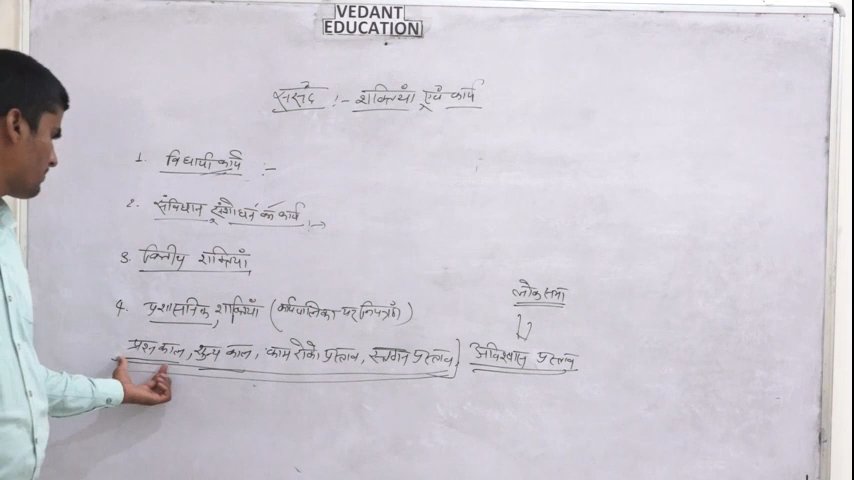 VEDANT
EDUCATION
संसद :- शक्तियाँ एवं कार्य
1. विधायी कार्य :-
2. संविधान संशोधन का कार्य :→
3. वित्तीय शक्तियाँ
4. प्रशासनिक शक्तियाँ (कार्यपालिका पर नियंत्रण)
प्रश्नकाल, शून्य काल, काम रोको प्रस्ताव, स्थगन प्रस्ताव,
लोकसभा
अविश्वास प्रस्ताव